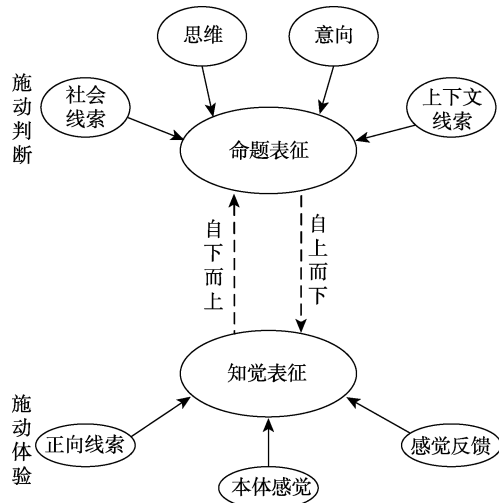 思维
意向
施动判断
社会
线索
上下文
线索
命题表征
自下而上
自上而下
知觉表征
施动体验
正向线索
感觉反馈
本体感觉